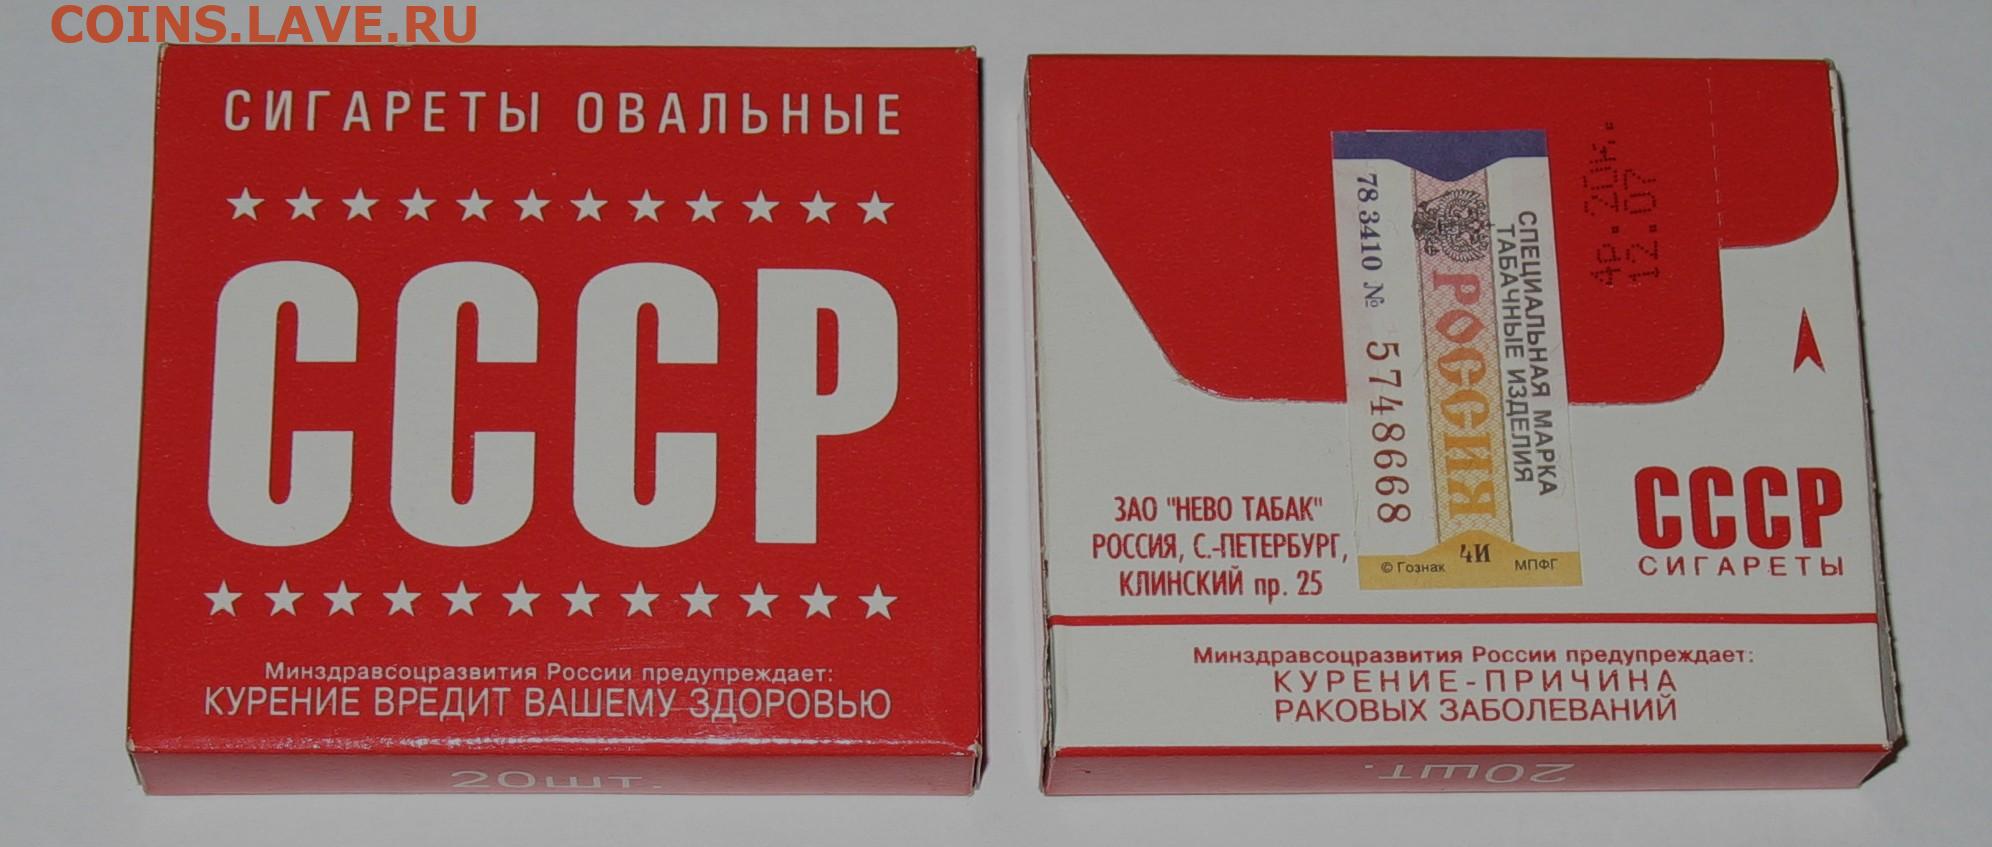 COINS.LAVE.RU
СИГАРЕТЫ ОВАЛЬНЫЕ
СССР
Минздравсоцразвития России предупреждает:
КУРЕНИЕ ВРЕДИТ ВАШЕМУ ЗДОРОВЬЮ
20шт.
12:07
СПЕЦИАЛЬНАЯ МАРКА
ТАБАЧНЫЕ ИЗДЕЛИЯ
РОССИЯ
78 3410 № 5748668
© Гознак 4И МПФГ
ЗАО "НЕВО ТАБАК"
РОССИЯ, С.-ПЕТЕРБУРГ,
КЛИНСКИЙ пр. 25
СССР
СИГАРЕТЫ
Минздравсоцразвития России предупреждает:
КУРЕНИЕ-ПРИЧИНА
РАКОВЫХ ЗАБОЛЕВАНИЙ
20шт.